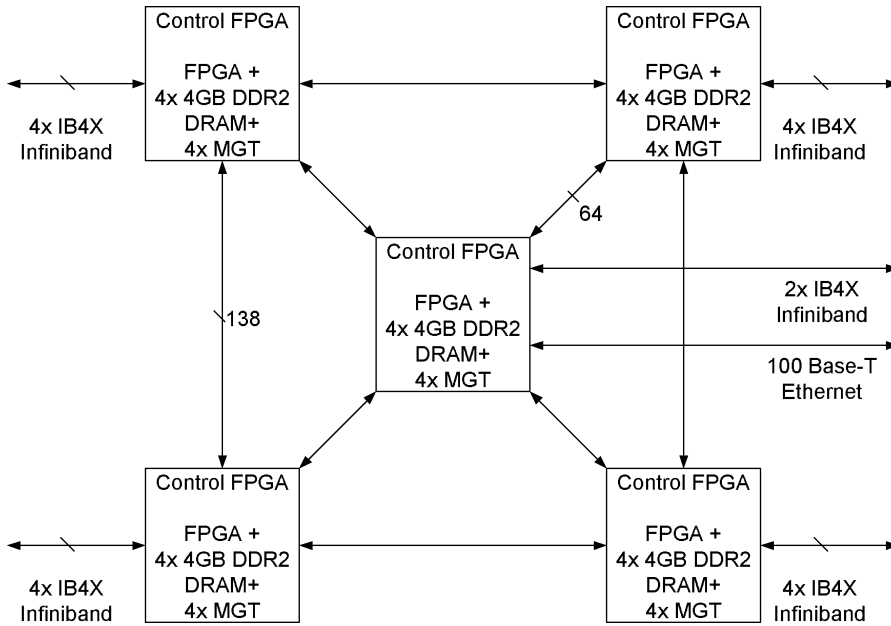 Control FPGA
FPGA +
4x 4GB DDR2
DRAM+
4x MGT
4x IB4X
Infiniband
Control FPGA
FPGA +
4x 4GB DDR2
DRAM+
4x MGT
4x IB4X
Infiniband
64
Control FPGA
FPGA +
4x 4GB DDR2
DRAM+
4x MGT
2x IB4X
Infiniband
138
100 Base-T
Ethernet
Control FPGA
FPGA +
4x 4GB DDR2
DRAM+
4x MGT
4x IB4X
Infiniband
Control FPGA
FPGA +
4x 4GB DDR2
DRAM+
4x MGT
4x IB4X
Infiniband